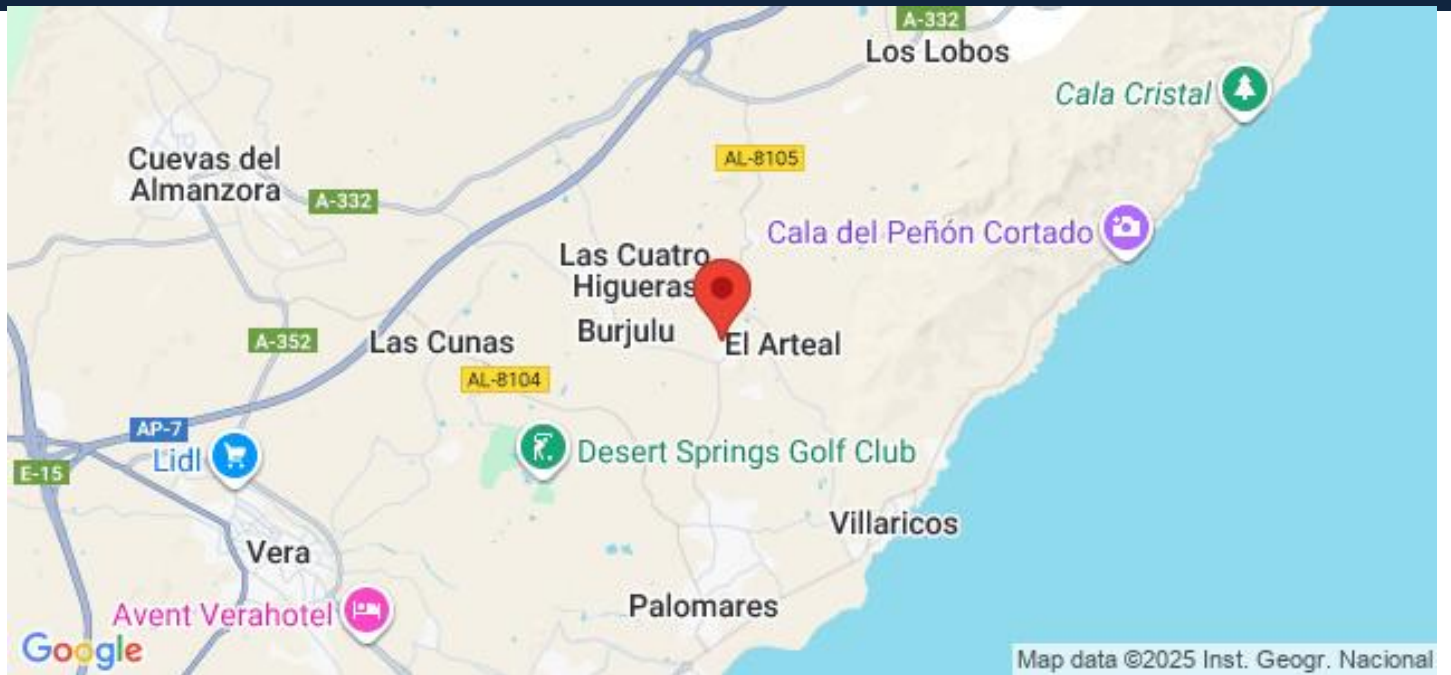 A-332
Los Lobos
Cala Cristal
Cuevas del
Almanzora
AL-8105
A-332
Cala del Peñón Cortado
Las Cuatro
Higueras
Burjulu
El Arteal
A-352
Las Cunas
AL-8104
AP-7
Lidl
Desert Springs Golf Club
E-15
Villaricos
Vera
Palomares
Avent Verahotel
Google
Map data ©2025 Inst. Geogr. Nacional